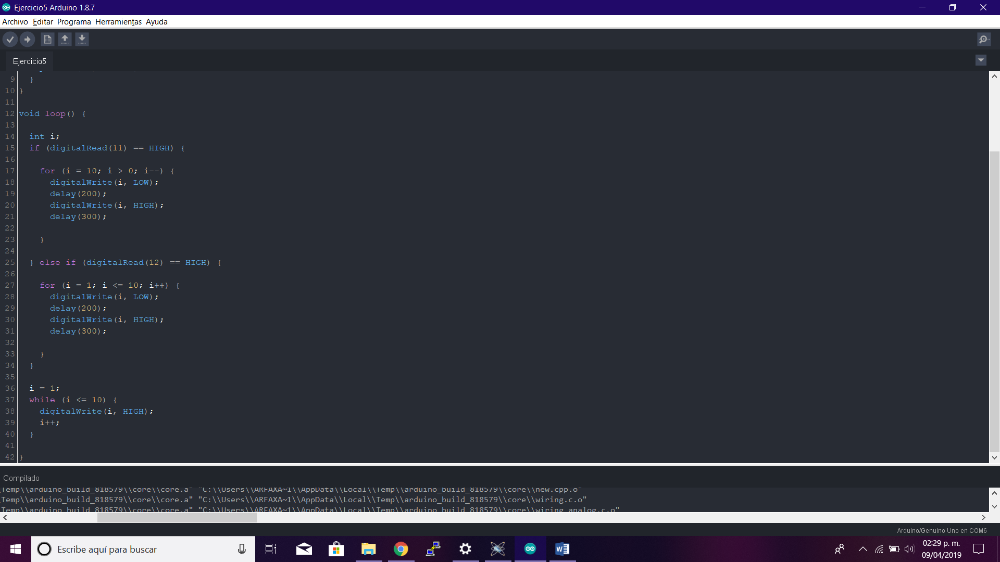 Ejercicio5 Arduino 1.8.7
Archivo Editar Programa Herramientas Ayuda
Ejercicio5
9 }
10 }
11
12 void loop() {
13
14 int i;
15 if (digitalRead(11) == HIGH) {
16
17 for (i = 10; i > 0; i--) {
18 digitalWrite(i, LOW);
19 delay(200);
20 digitalWrite(i, HIGH);
21 delay(300);
22
23 }
24
25 } else if (digitalRead(12) == HIGH) {
26
27 for (i = 1; i <= 10; i++) {
28 digitalWrite(i, LOW);
29 delay(200);
30 digitalWrite(i, HIGH);
31 delay(300);
32
33 }
34 }
35
36 i = 1;
37 while (i <= 10) {
38 digitalWrite(i, HIGH);
39 i++;
40 }
41
42 }
Compilado
\Temp\\arduino_build_818579\\core\\core.a" "C:\\Users\\ARFAXA~1\\AppData\\Local\\Temp\\arduino_build_818579\\core\\new.cpp.o"
\Temp\\arduino_build_818579\\core\\core.a" "C:\\Users\\ARFAXA~1\\AppData\\Local\\Temp\\arduino_build_818579\\core\\wiring.c.o"
\Temp\\arduino_build_818579\\core\\core.a" "C:\\Users\\ARFAXA~1\\AppData\\Local\\Temp\\arduino_build_818579\\core\\wiring_analog.c.o"
Arduino/Genuino Uno en COM6
Escribe aquí para buscar
02:29 p. m.
09/04/2019